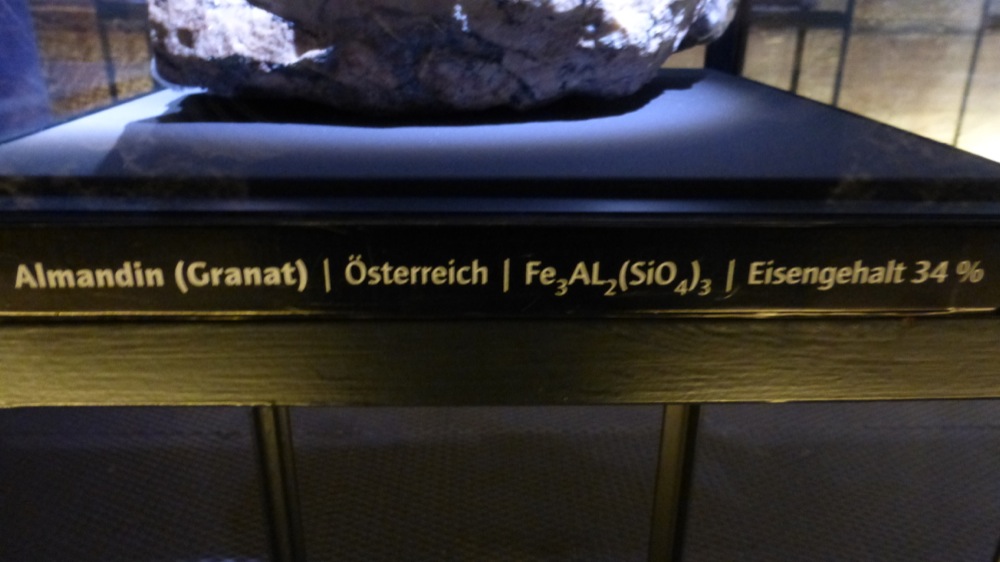 Almandin (Granat) | Österreich | Fe₃AL₂(SiO₄)₃ | Eisengehalt 34 %